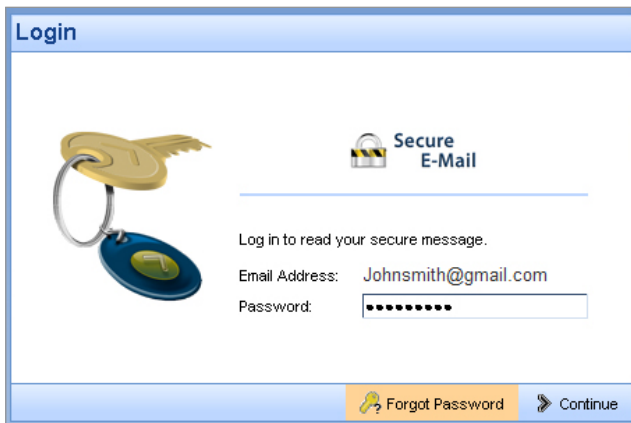 Login
Secure
E-Mail
Log in to read your secure message.
Email Address: Johnsmith@gmail.com
Password: •••••••••
Forgot Password Continue